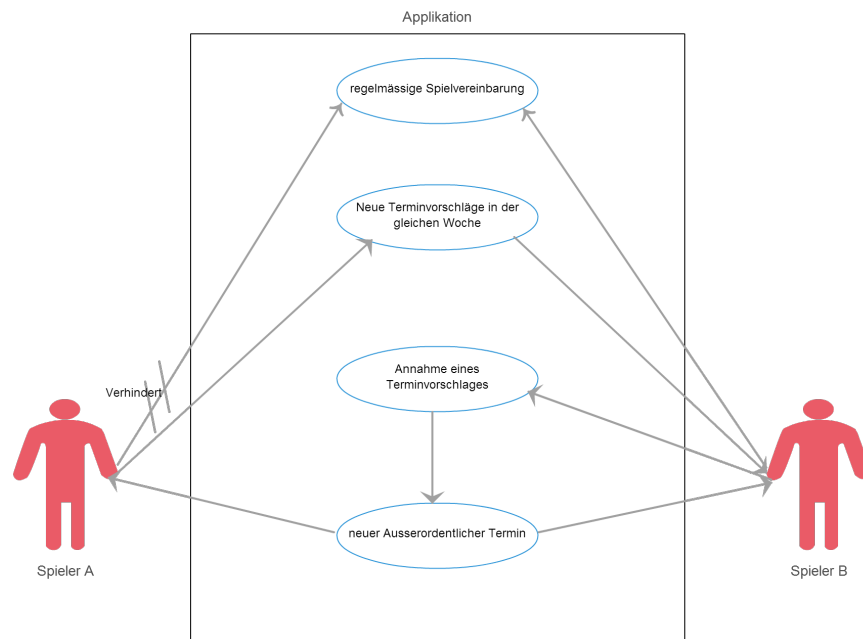 Applikation
regelmässige Spielvereinbarung
Neue Terminvorschläge in der
gleichen Woche
Annahme eines
Terminvorschlages
Verhindert
neuer Ausserordentlicher Termin
Spieler A
Spieler B